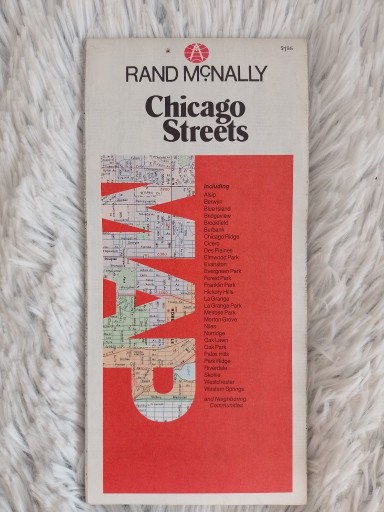 RAND McNALLY
Chicago
Streets
MAP
Including
Alsip
Berwyn
Blue Island
Bridgeview
Brookfield
Burbank
Chicago Ridge
Cicero
Des Plaines
Elmwood Park
Evanston
Evergreen Park
Forest Park
Franklin Park
Hickory Hills
La Grange
La Grange Park
Melrose Park
Morton Grove
Niles
Norridge
Oak Lawn
Oak Park
Palos Hills
Park Ridge
Riverdale
Skokie
Westchester
Western Springs
and Neighboring
Communities